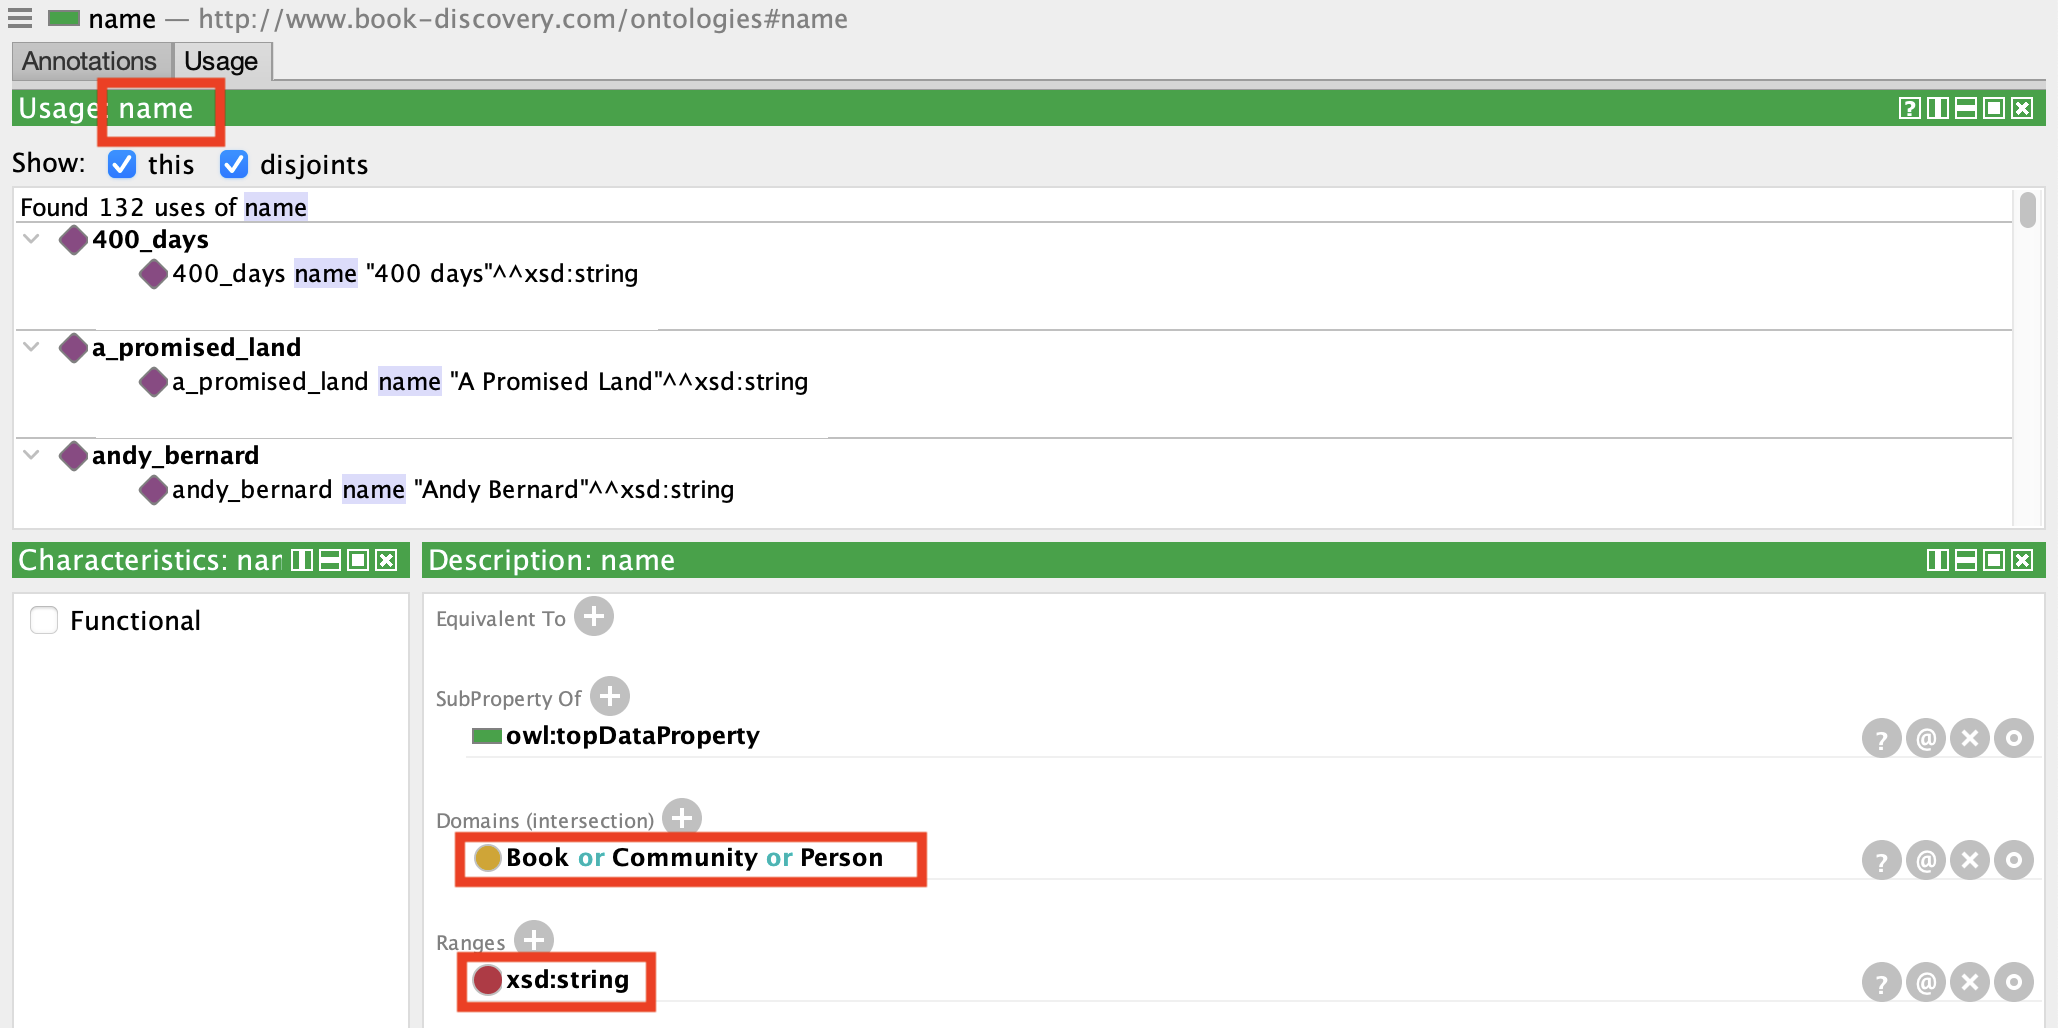 name — http://www.book-discovery.com/ontologies#name
Annotations Usage
Usage: name
Show: this disjoints
Found 132 uses of name
400_days
400_days name "400 days"^^xsd:string
a_promised_land
a_promised_land name "A Promised Land"^^xsd:string
andy_bernard
andy_bernard name "Andy Bernard"^^xsd:string
Characteristics: nar
Functional
Description: name
Equivalent To
SubProperty Of
owl:topDataProperty
Domains (intersection)
Book or Community or Person
Ranges
xsd:string